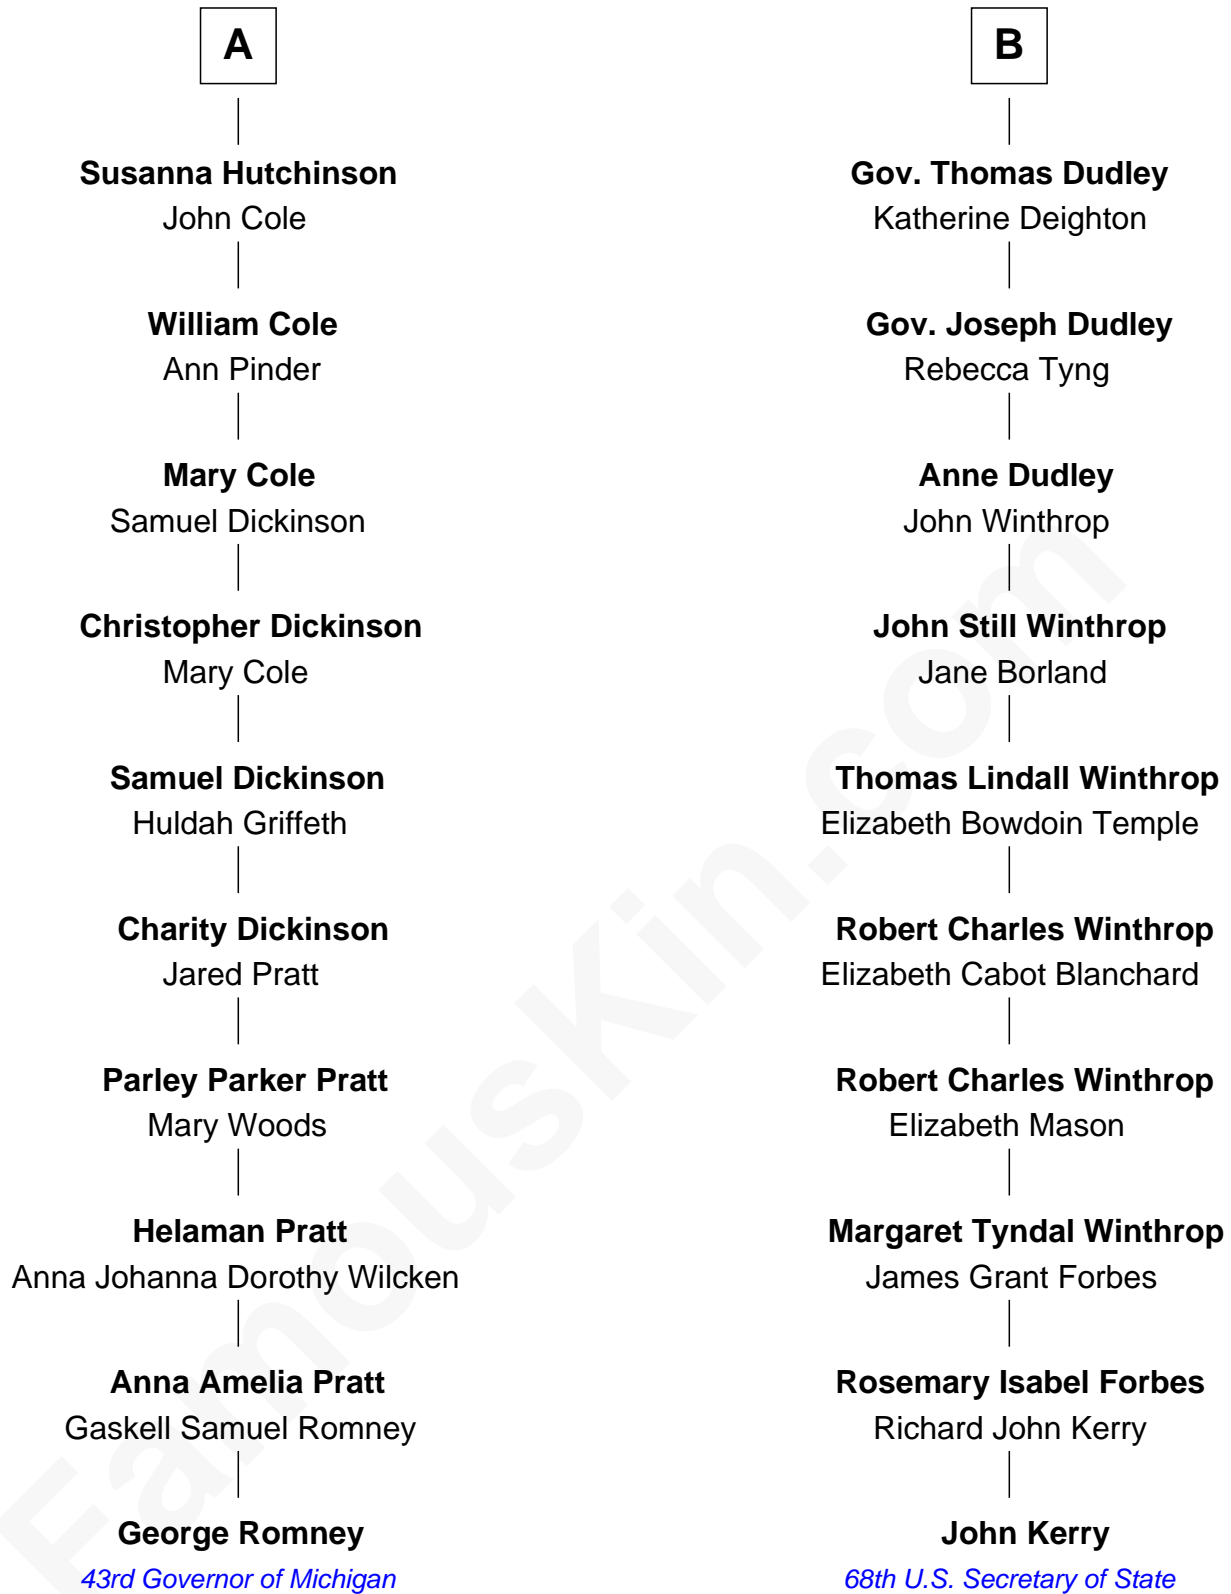 A
Susanna Hutchinson
John Cole
William Cole
Ann Pinder
Mary Cole
Samuel Dickinson
Christopher Dickinson
Mary Cole
Samuel Dickinson
Huldah Griffeth
Charity Dickinson
Jared Pratt
Parley Parker Pratt
Mary Woods
Helaman Pratt
Anna Johanna Dorothy Wilcken
Anna Amelia Pratt
Gaskell Samuel Romney
George Romney
43rd Governor of Michigan
B
Gov. Thomas Dudley
Katherine Deighton
Gov. Joseph Dudley
Rebecca Tyng
Anne Dudley
John Winthrop
John Still Winthrop
Jane Borland
Thomas Lindall Winthrop
Elizabeth Bowdoin Temple
Robert Charles Winthrop
Elizabeth Cabot Blanchard
Robert Charles Winthrop
Elizabeth Mason
Margaret Tyndal Winthrop
James Grant Forbes
Rosemary Isabel Forbes
Richard John Kerry
John Kerry
68th U.S. Secretary of State
FamousKin.com